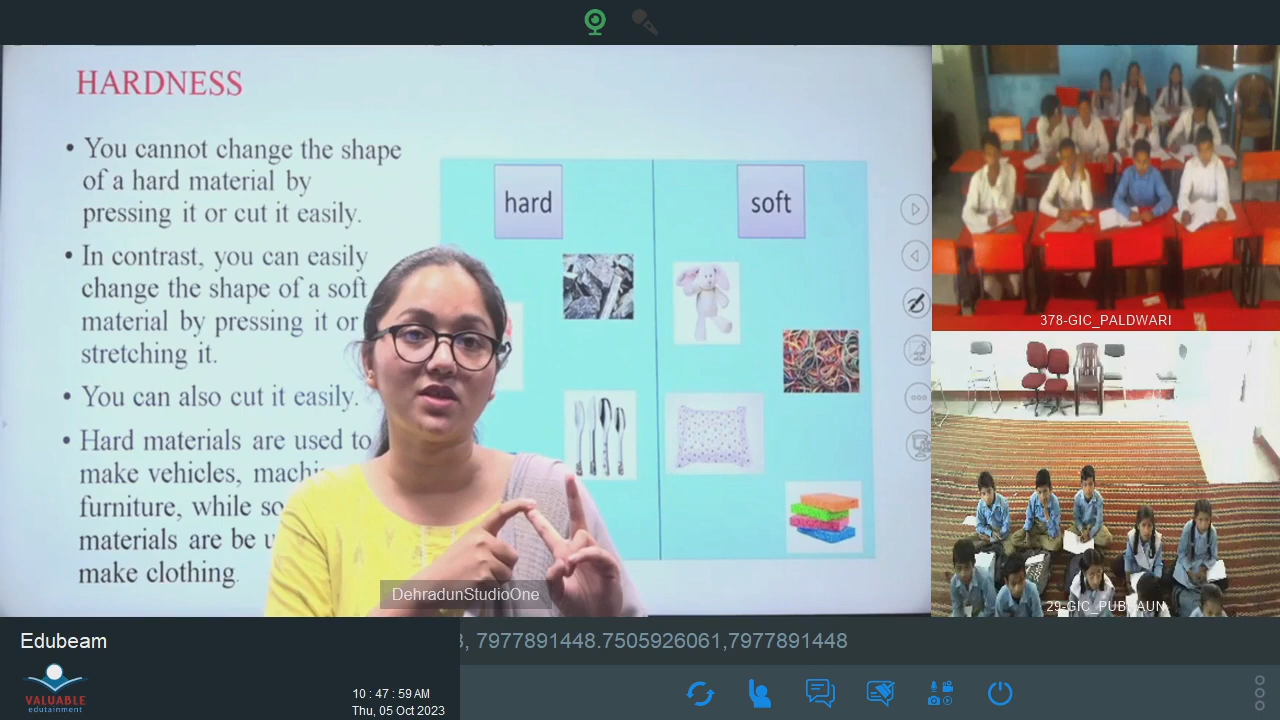 HARDNESS
• You cannot change the shape
of a hard material by
pressing it or cut it easily.
• In contrast, you can easily
change the shape of a soft
material by pressing it or
stretching it.
• You can also cut it easily.
• Hard materials are used to
make vehicles,
furniture, while
materials are be
make clothing.
hard
soft
DehradunStudioOne
378-GIC_PALDWARI
Edubeam
, 7977891448.7505926061,7977891448
VALUABLE
edutainment
10 : 47 : 59 AM
Thu, 05 Oct 2023